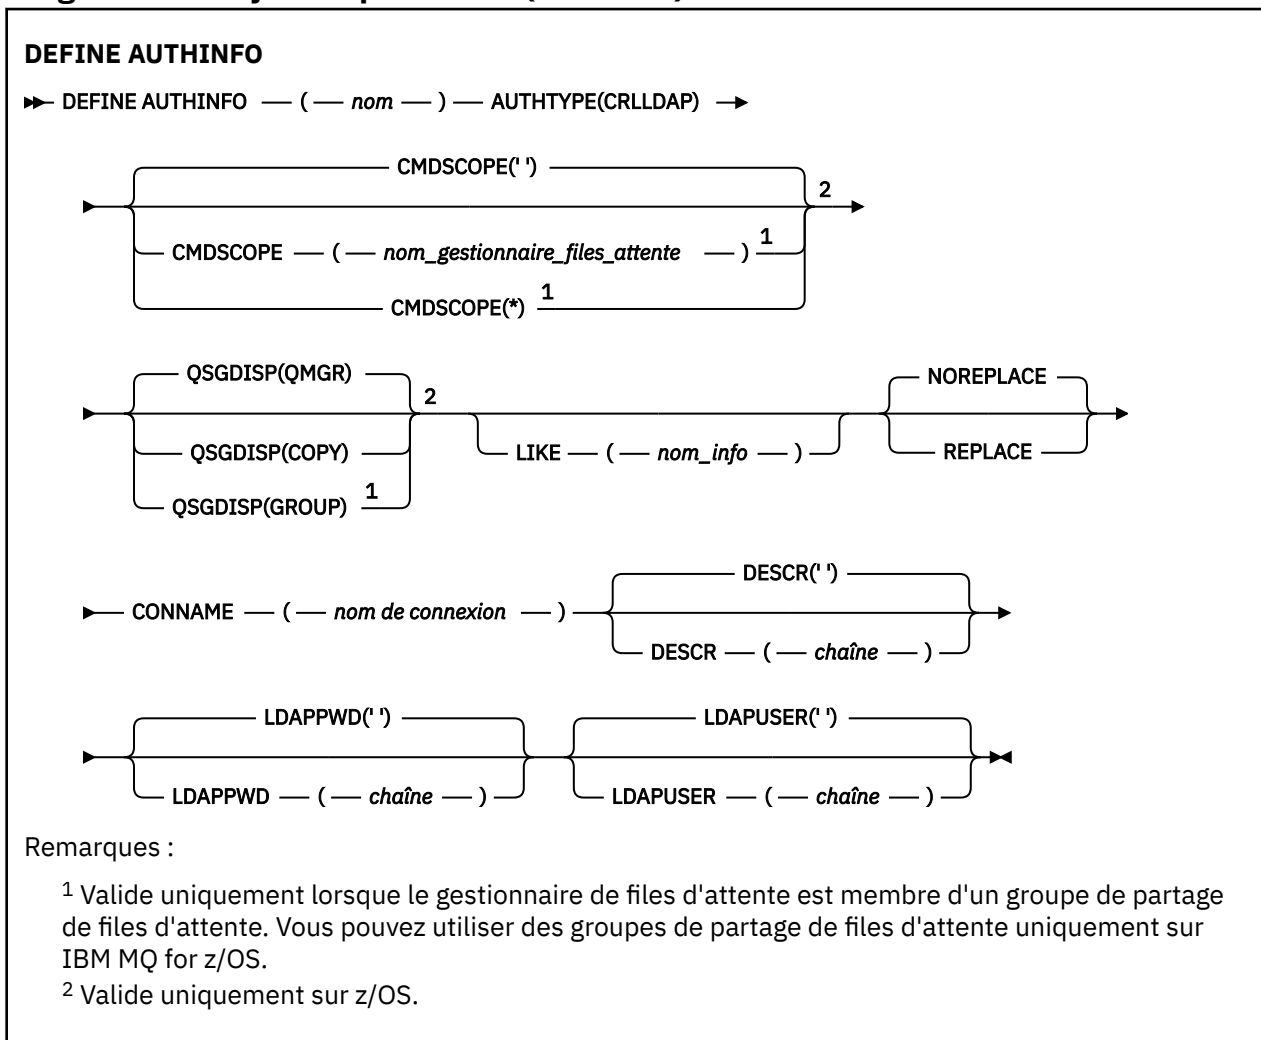 DEFINE AUTHINFO
DEFINE AUTHINFO ( nom ) AUTHTYPE(CRLLDAP)
CMDSCOPE(' ')
2
CMDSCOPE ( nom_gestionnaire_files_attente ) 1
CMDSCOPE(*) 1
QSGDISP(QMGR) NOREPLACE
2
QSGDISP(COPY) LIKE ( nom_info ) REPLACE
QSGDISP(GROUP) 1
DESCR(' ')
CONNAME ( nom de connexion )
DESCR ( chaîne )
LDAPPWD(' ') LDAPUSER(' ')
LDAPPWD ( chaîne ) LDAPUSER ( chaîne )
Remarques :
1 Valide uniquement lorsque le gestionnaire de files d'attente est membre d'un groupe de partage
de files d'attente. Vous pouvez utiliser des groupes de partage de files d'attente uniquement sur
IBM MQ for z/OS.
2 Valide uniquement sur z/OS.